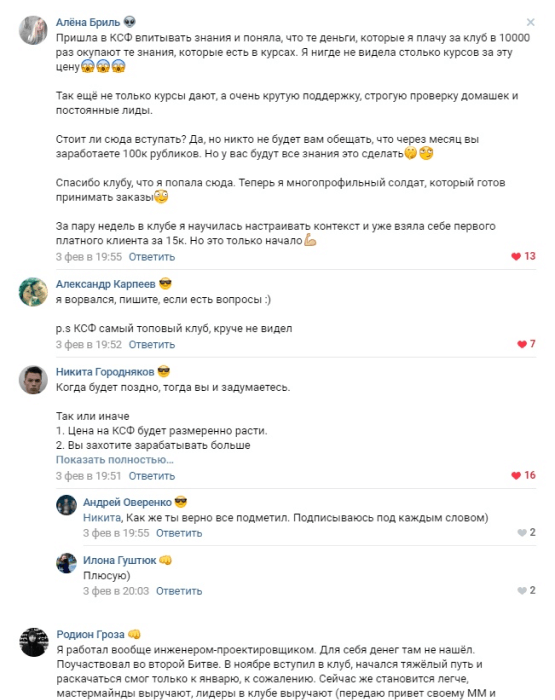 Алёна Бриль
Пришла в КСФ впитывать знания и поняла, что те деньги, которые я плачу за клуб в 10000
раз окупают те знания, которые есть в курсах. Я нигде не видела столько курсов за эту
цену😱😱😱
Так ещё не только курсы дают, а очень крутую поддержку, строгую проверку домашек и
постоянные лиды.
Стоит ли сюда вступать? Да, но никто не будет вам обещать, что через месяц вы
заработаете 100к рубликов. Но у вас будут все знания это сделать
Спасибо клубу, что я попала сюда. Теперь я многопрофильный солдат, который готов
принимать заказы
За пару недель в клубе я научилась настраивать контекст и уже взяла себе первого
платного клиента за 15к. Но это только начало💪🏼
3 фев в 19:55 Ответить 13
Александр Карпеев 😎
я ворвался, пишите, если есть вопросы :)
p.s КСФ самый топовый клуб, круче не видел
3 фев в 19:52 Ответить 7
Никита Городняков 😎
Когда будет поздно, тогда вы и задумаетесь.
Так или иначе
1. Цена на КСФ будет размеренно расти.
2. Вы захотите зарабатывать больше
Показать полностью…
3 фев в 19:51 Ответить 16
Андрей Оверенко 😎
Никита, Как же ты верно все подметил. Подписываюсь под каждым словом)
3 фев в 19:55 Ответить 2
Илона Гуштюк 👊
Плюсую)
3 фев в 20:03 Ответить 2
Родион Гроза 👊
Я работал вообще инженером-проектировщиком. Для себя денег там не нашёл.
Поучаствовал во второй Битве. В ноябре вступил в клуб, начался тяжёлый путь и
раскачаться смог только к январю, к сожалению. Сейчас же становится легче,
мастермайнды выручают, лидеры в клубе выручают (передаю привет своему ММ и